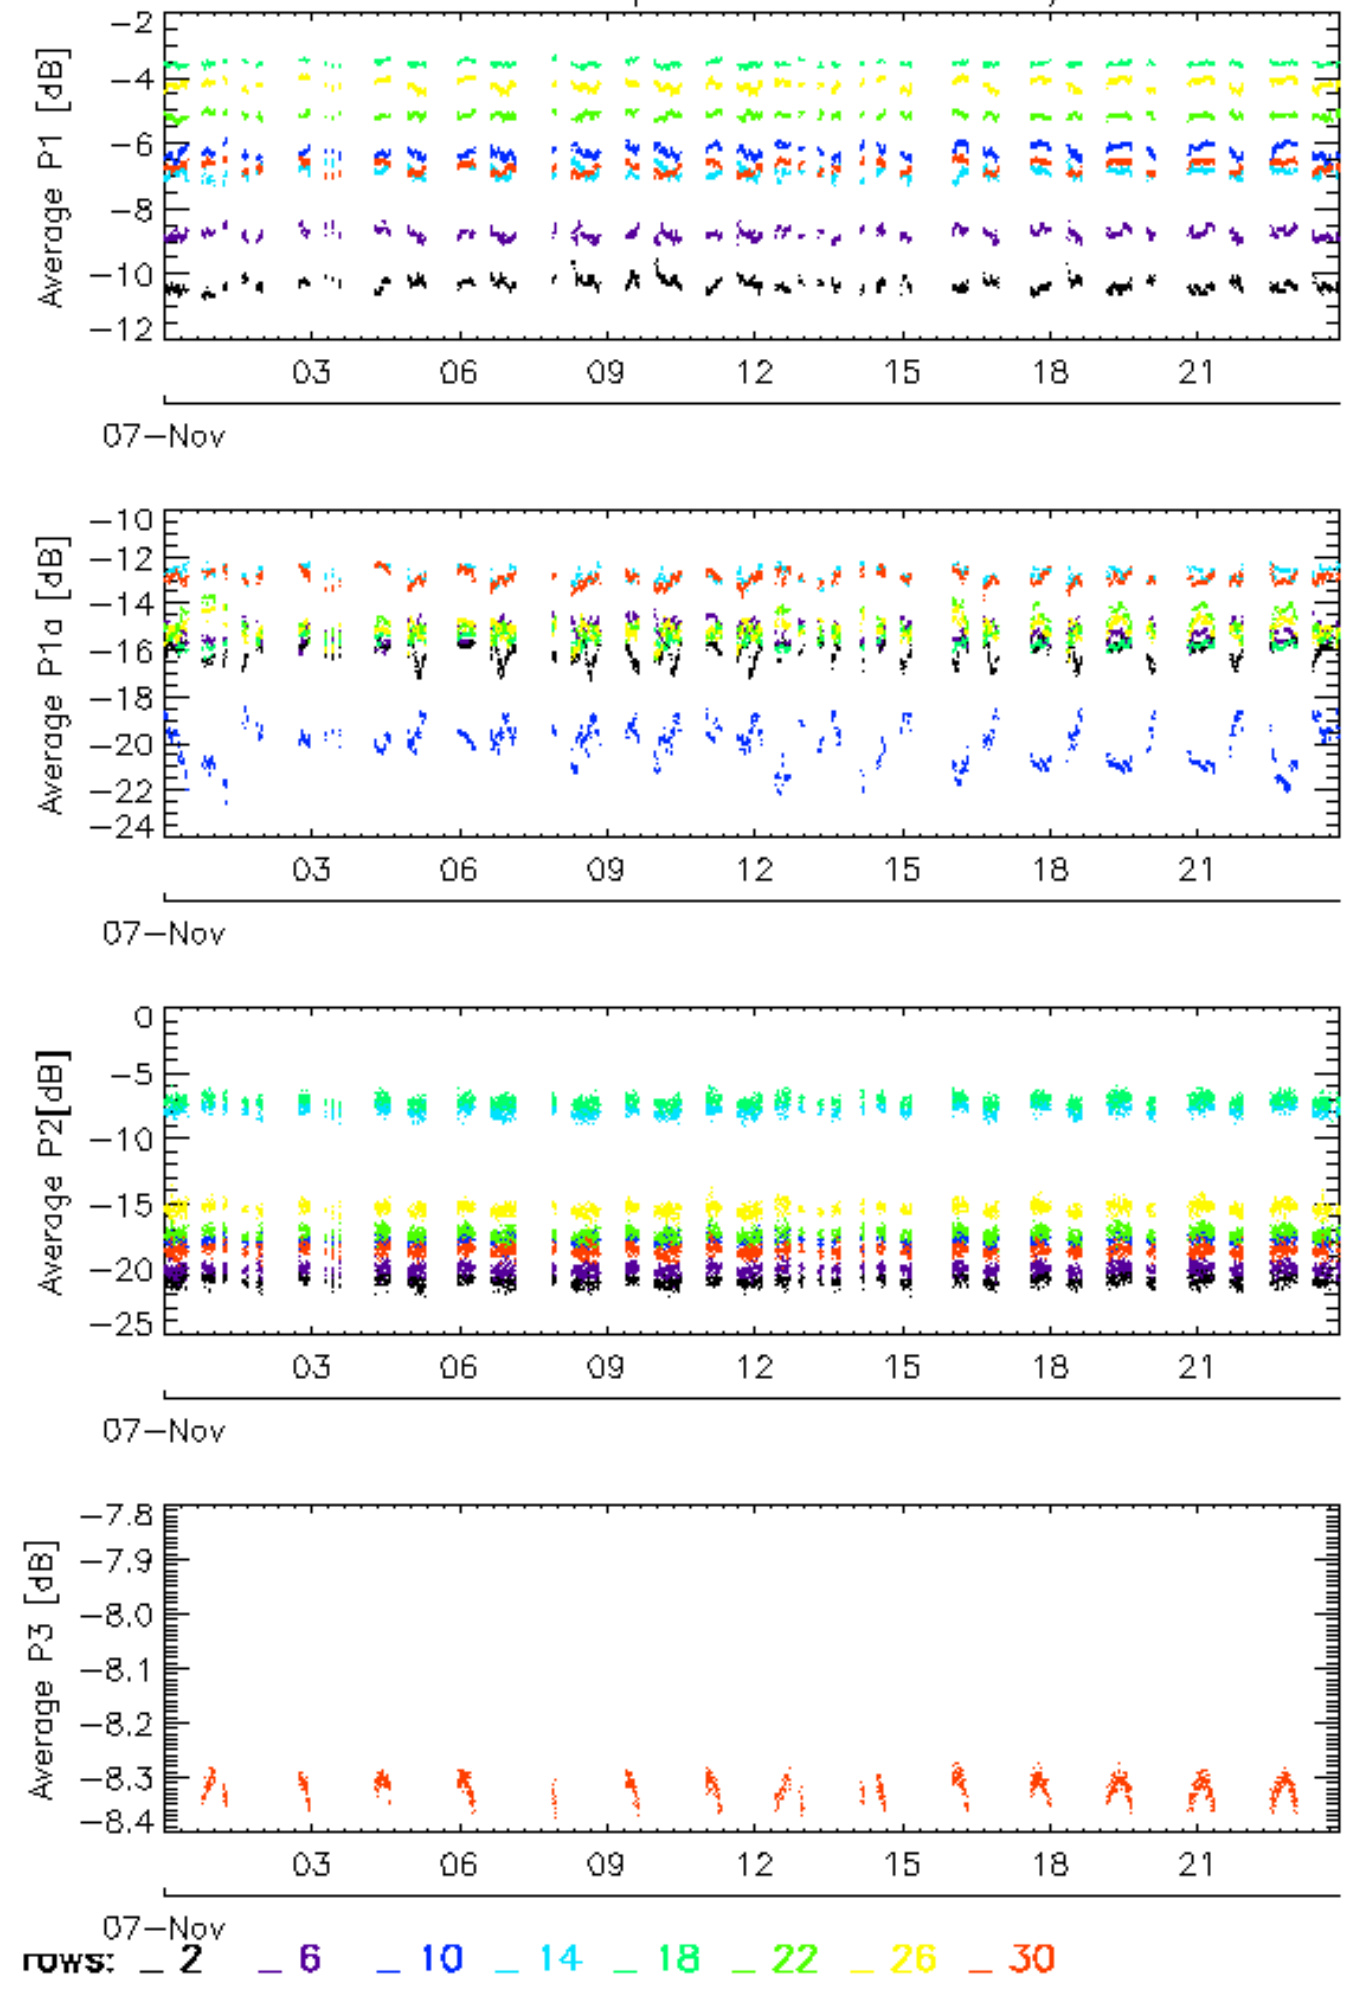 Average P1 [dB]
-2
-4
-6
-8
-10
-12
03 06 09 12 15 18 21
07-Nov
Average P1a [dB]
-10
-12
-14
-16
-18
-20
-22
-24
03 06 09 12 15 18 21
07-Nov
Average P2[dB]
0
-5
-10
-15
-20
-25
03 06 09 12 15 18 21
07-Nov
Average P3 [dB]
-7.8
-7.9
-8.0
-8.1
-8.2
-8.3
-8.4
03 06 09 12 15 18 21
07-Nov
rows: _ 2 _ 6 _ 10 _ 14 _ 18 _ 22 _ 26 _ 30